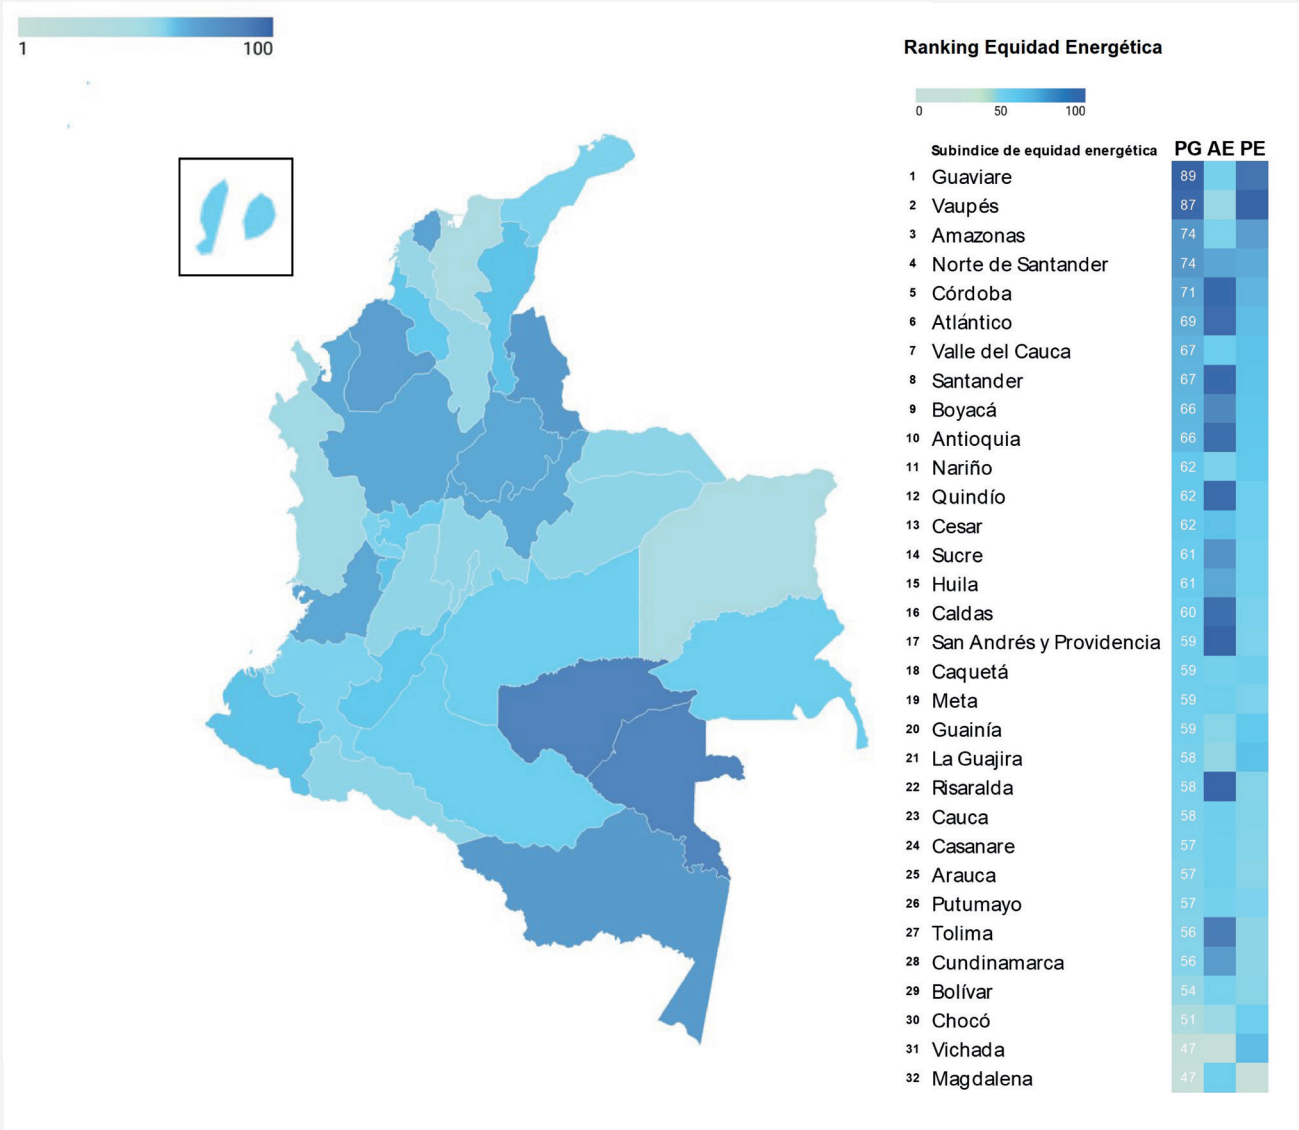 1 100
Ranking Equidad Energética
0 50 100
Subindice de equidad energética PG AE PE
1 Guaviare 89
2 Vaupés 87
3 Amazonas 74
4 Norte de Santander 74
5 Córdoba 71
6 Atlántico 69
7 Valle del Cauca 67
8 Santander 67
9 Boyacá 66
10 Antioquia 66
11 Nariño 62
12 Quindío 62
13 Cesar 62
14 Sucre 61
15 Huila 61
16 Caldas 60
17 San Andrés y Providencia 59
18 Caquetá 59
19 Meta 59
20 Guainía 59
21 La Guajira 58
22 Risaralda 58
23 Cauca 58
24 Casanare 57
25 Arauca 57
26 Putumayo 57
27 Tolima 56
28 Cundinamarca 56
29 Bolívar 54
30 Chocó 51
31 Vichada 47
32 Magdalena 47